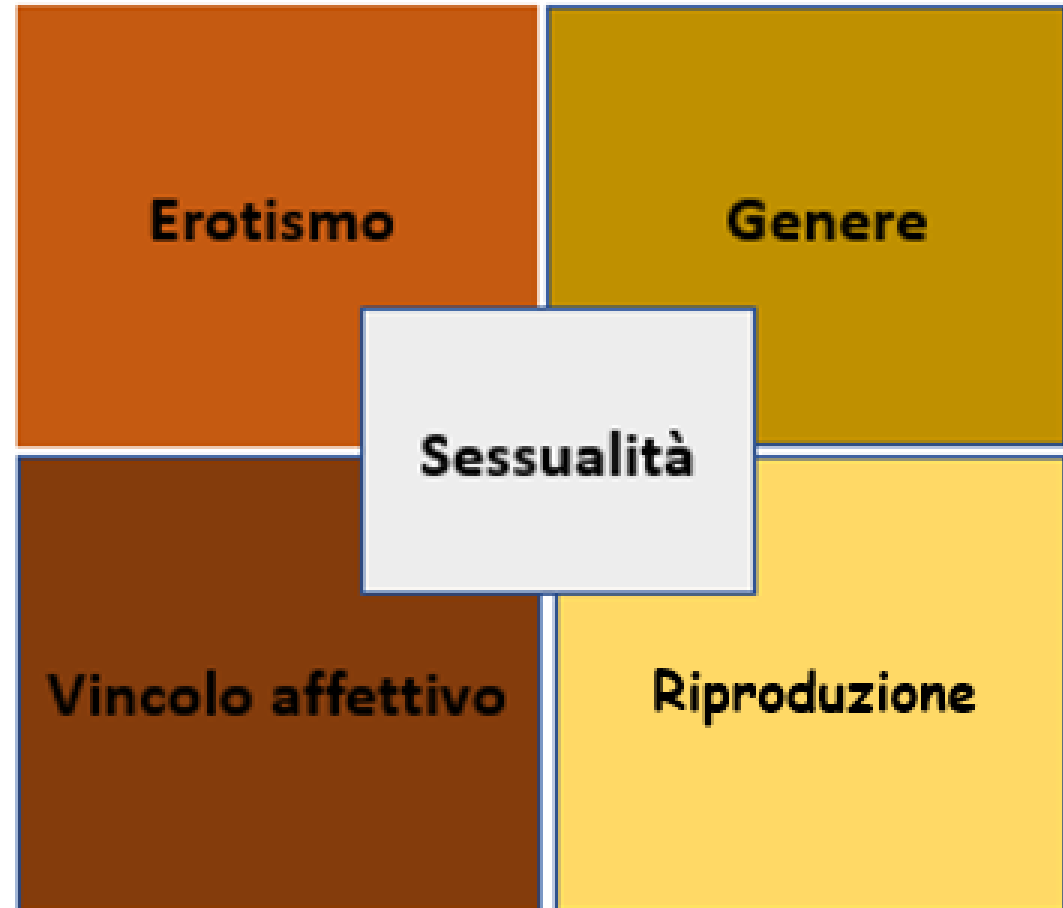 Erotismo
Genere
Sessualità
Vincolo affettivo
Riproduzione